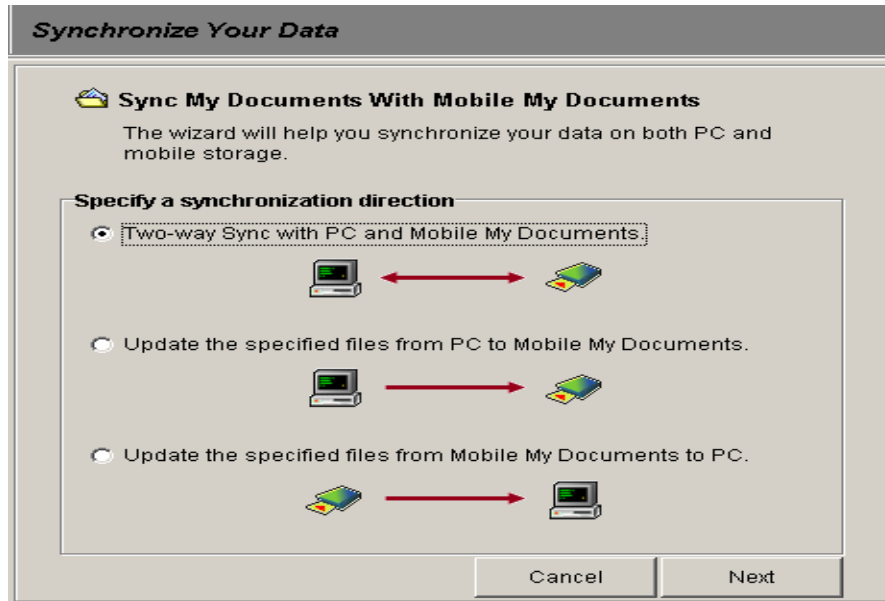 Synchronize Your Data
Sync My Documents With Mobile My Documents
The wizard will help you synchronize your data on both PC and
mobile storage.
Specify a synchronization direction
Two-way Sync with PC and Mobile My Documents.
Update the specified files from PC to Mobile My Documents.
Update the specified files from Mobile My Documents to PC.
Cancel
Next